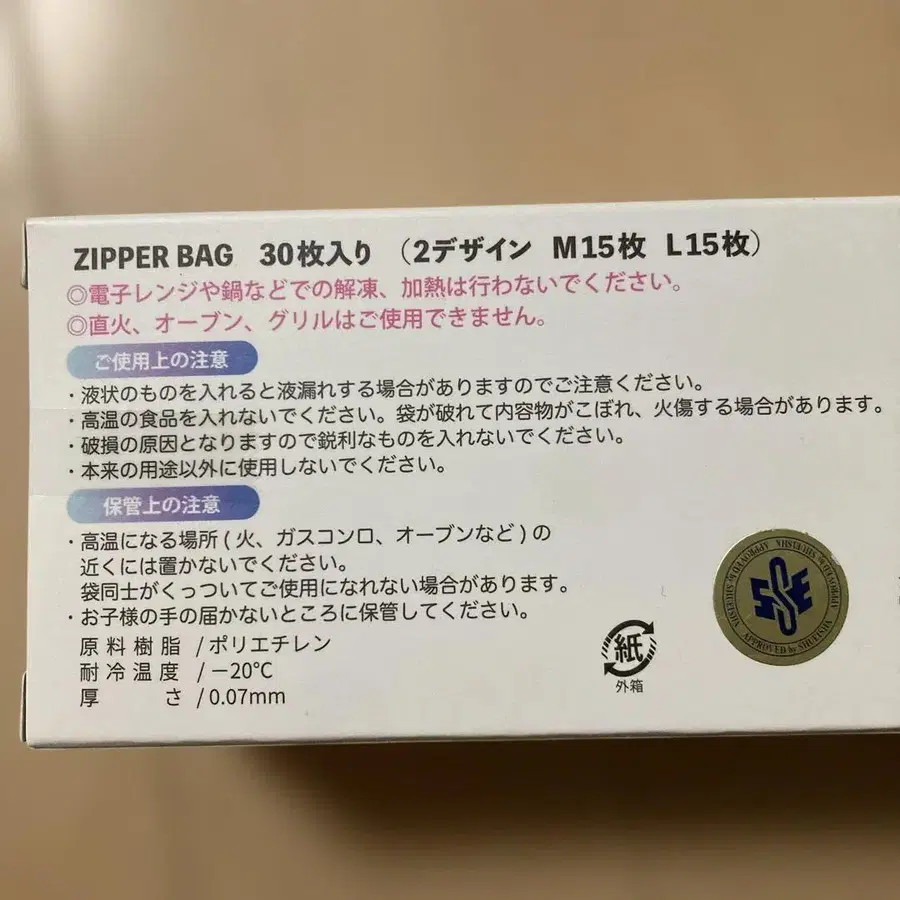 ZIPPER BAG 30枚入り (2デザイン M15枚 L15枚)
◎電子レンジや鍋などでの解凍、加熱は行わないでください。
◎直火、オーブン、グリルはご使用できません。
ご使用上の注意
・液状のものを入れると液漏れする場合がありますのでご注意ください。
・高温の食品を入れないでください。袋が破れて内容物がこぼれ、火傷する場合があります。
・破損の原因となりますので鋭利なものを入れないでください。
・本来の用途以外に使用しないでください。
保管上の注意
・高温になる場所(火、ガスコンロ、オーブンなど)の
近くには置かないでください。
袋同士がくっついてご使用になれない場合があります。
・お子様の手の届かないところに保管してください。
原料樹脂/ポリエチレン
耐冷温度/−20℃
厚さ/0.07mm
紙
外箱
APPROVED by SHUEISHA
APPROVED by SHUEISHA
APPROVED by SHUEISHA